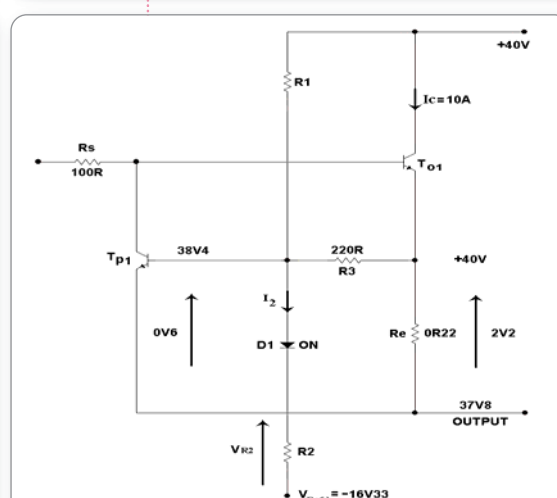 +40V
R1
Ic=10A
Rs
100R
To1
Tp1
38V4
220R
R3
+40V
I2
0V6
D1 ON
Re 0R22
2V2
37V8
OUTPUT
VR2
R2
= -16V33